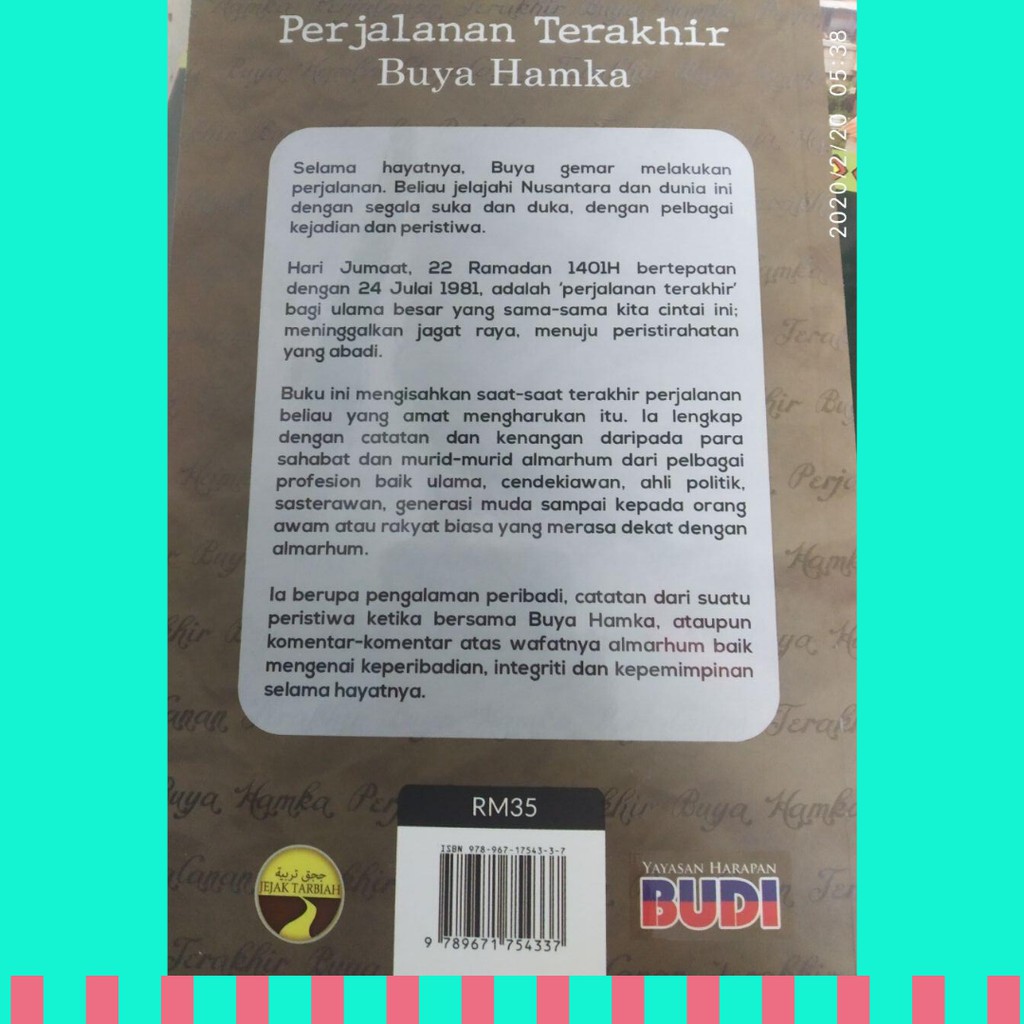 Perjalanan Terakhir
Buya Hamka
Selama hayatnya, Buya gemar melakukan
perjalanan. Beliau jelajahi Nusantara dan dunia ini
dengan segala suka dan duka, dengan pelbagai
kejadian dan peristiwa.
Hari Jumaat, 22 Ramadan 1401H bertepatan
dengan 24 Julai 1981, adalah 'perjalanan terakhir'
bagi ulama besar yang sama-sama kita cintai ini;
meninggalkan jagat raya, menuju peristirahatan
yang abadi.
Buku ini mengisahkan saat-saat terakhir perjalanan
beliau yang amat mengharukan itu. Ia lengkap
dengan catatan dan kenangan daripada para
sahabat dan murid-murid almarhum dari pelbagai
profesion baik ulama, cendekiawan, ahli politik,
sasterawan, generasi muda sampai kepada orang
awam atau rakyat biasa yang merasa dekat dengan
almarhum.
Ia berupa pengalaman peribadi, catatan dari suatu
peristiwa ketika bersama Buya Hamka, ataupun
komentar-komentar atas wafatnya almarhum baik
mengenai keperibadian, integriti dan kepemimpinan
selama hayatnya.
RM35
ISBN 978-967-17543-3-7
9 789671 754337
ججق تربية
JEJAK TARBIAH
YAYASAN HARAPAN
BUDI
2020/2/20 05:38